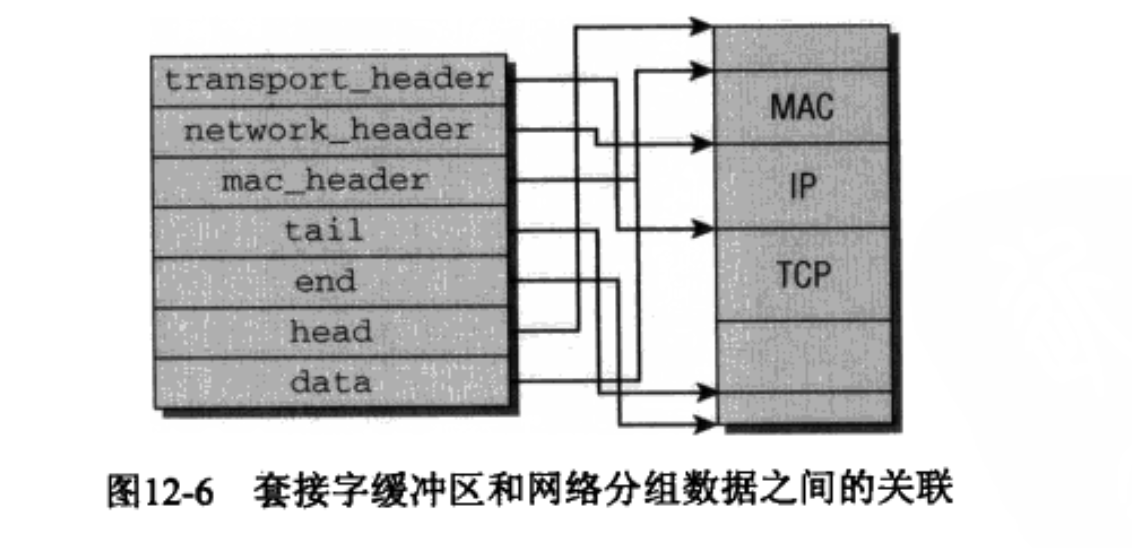 transport_header
network_header
mac_header
tail
end
head
data
MAC
IP
TCP
图12-6 套接字缓冲区和网络分组数据之间的关联